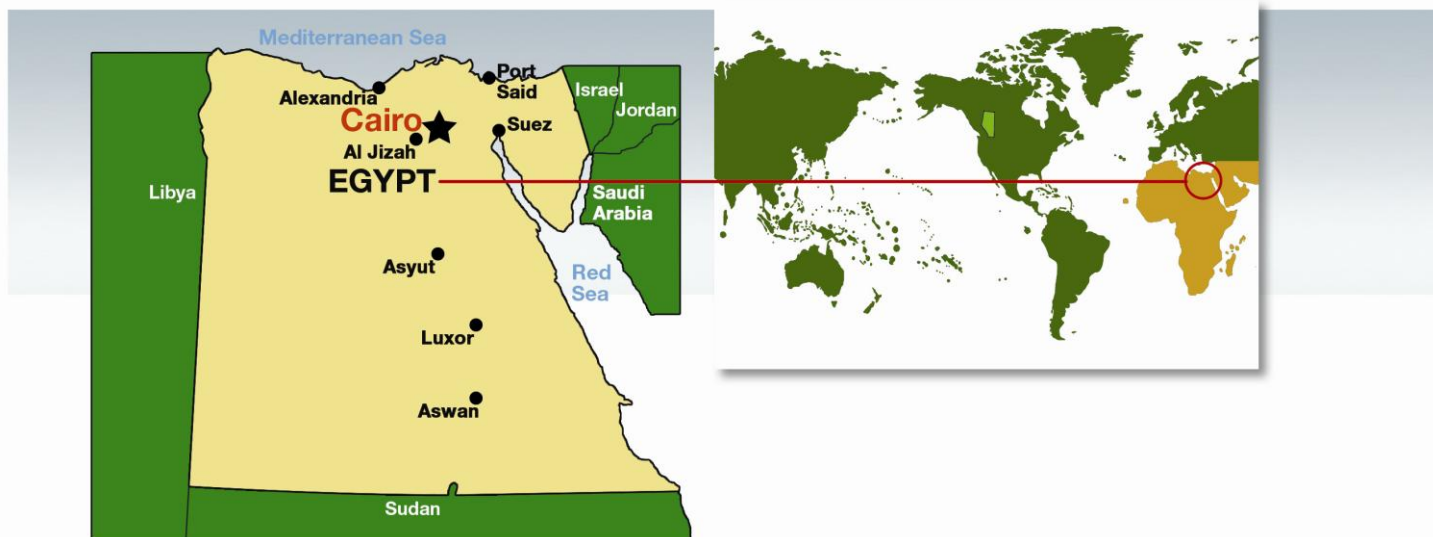 Mediterranean Sea
Port
Said
Alexandria
Israel
Jordan
Cairo
Suez
Al Jizah
EGYPT
Libya
Saudi
Arabia
Asyut
Red
Sea
Luxor
Aswan
Sudan